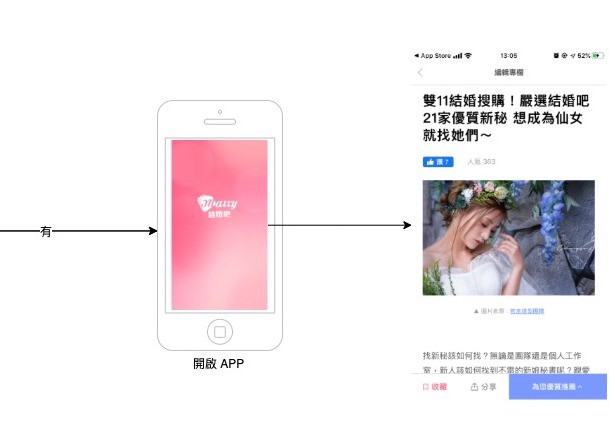 有
Marry
結婚吧
開啟 APP
App Store
13:05
52%
編輯專欄
雙11結婚搜購！嚴選結婚吧
21家優質新秘 想成為仙女
就找她們～
讚 7
人氣 363
▲ 圖片來源：
找新秘該如何找？無論是團隊還是個人工作
室，新人該如何找到不雷的新娘秘書呢？跟愛
收藏
分享
為您優質推薦